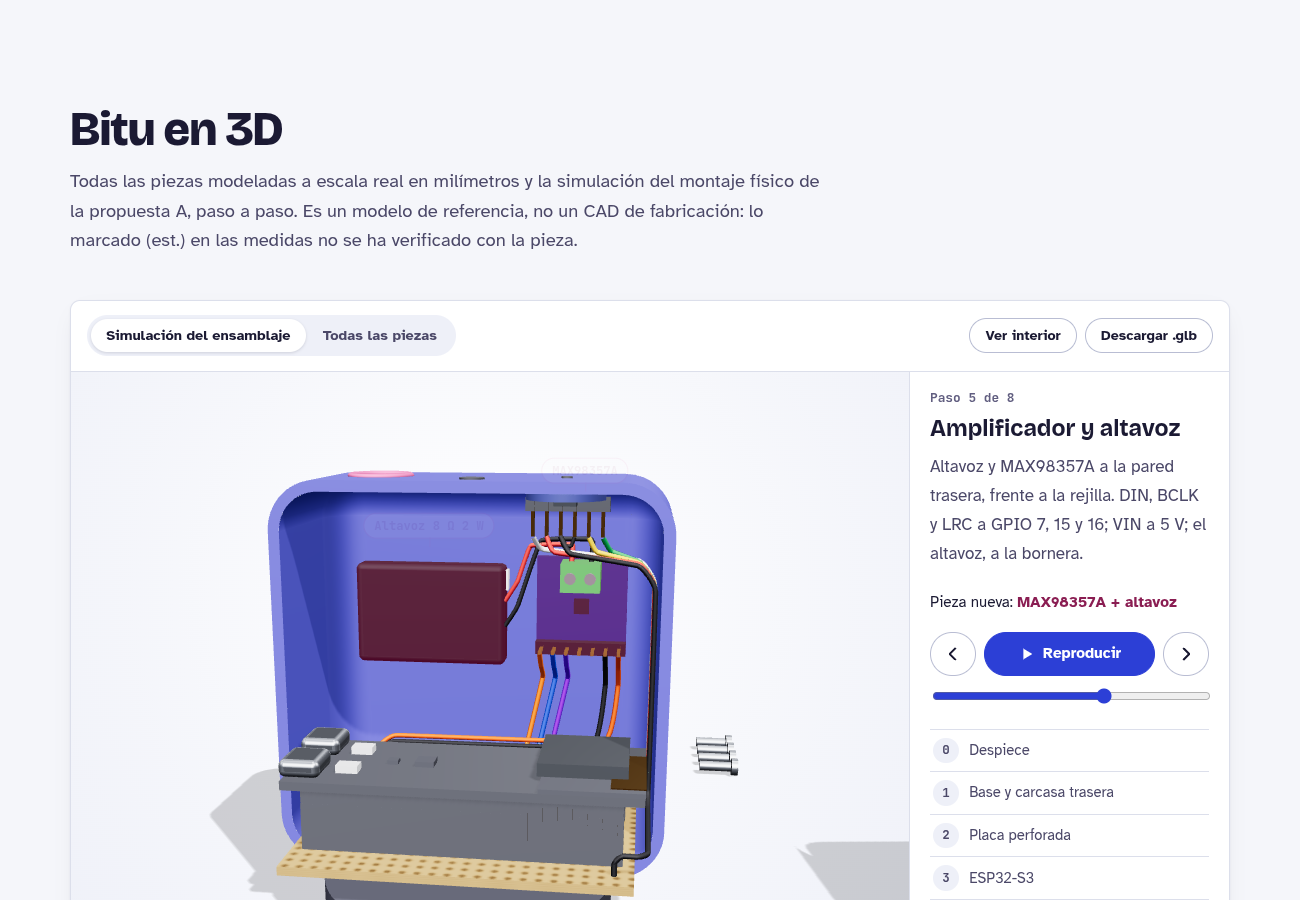 Bitu en 3D
Todas las piezas modeladas a escala real en milímetros y la simulación del montaje físico de
la propuesta A, paso a paso. Es un modelo de referencia, no un CAD de fabricación: lo
marcado (est.) en las medidas no se ha verificado con la pieza.
Simulación del ensamblaje
Todas las piezas
Ver interior
Descargar .glb
Paso 5 de 8
Amplificador y altavoz
Altavoz y MAX98357A a la pared
trasera, frente a la rejilla. DIN, BCLK
y LRC a GPIO 7, 15 y 16; VIN a 5 V; el
altavoz, a la bornera.
Pieza nueva: MAX98357A + altavoz
Reproducir
0 Despiece
1 Base y carcasa trasera
2 Placa perforada
3 ESP32-S3
MAX98357A
Altavoz 8 Ω 2 W